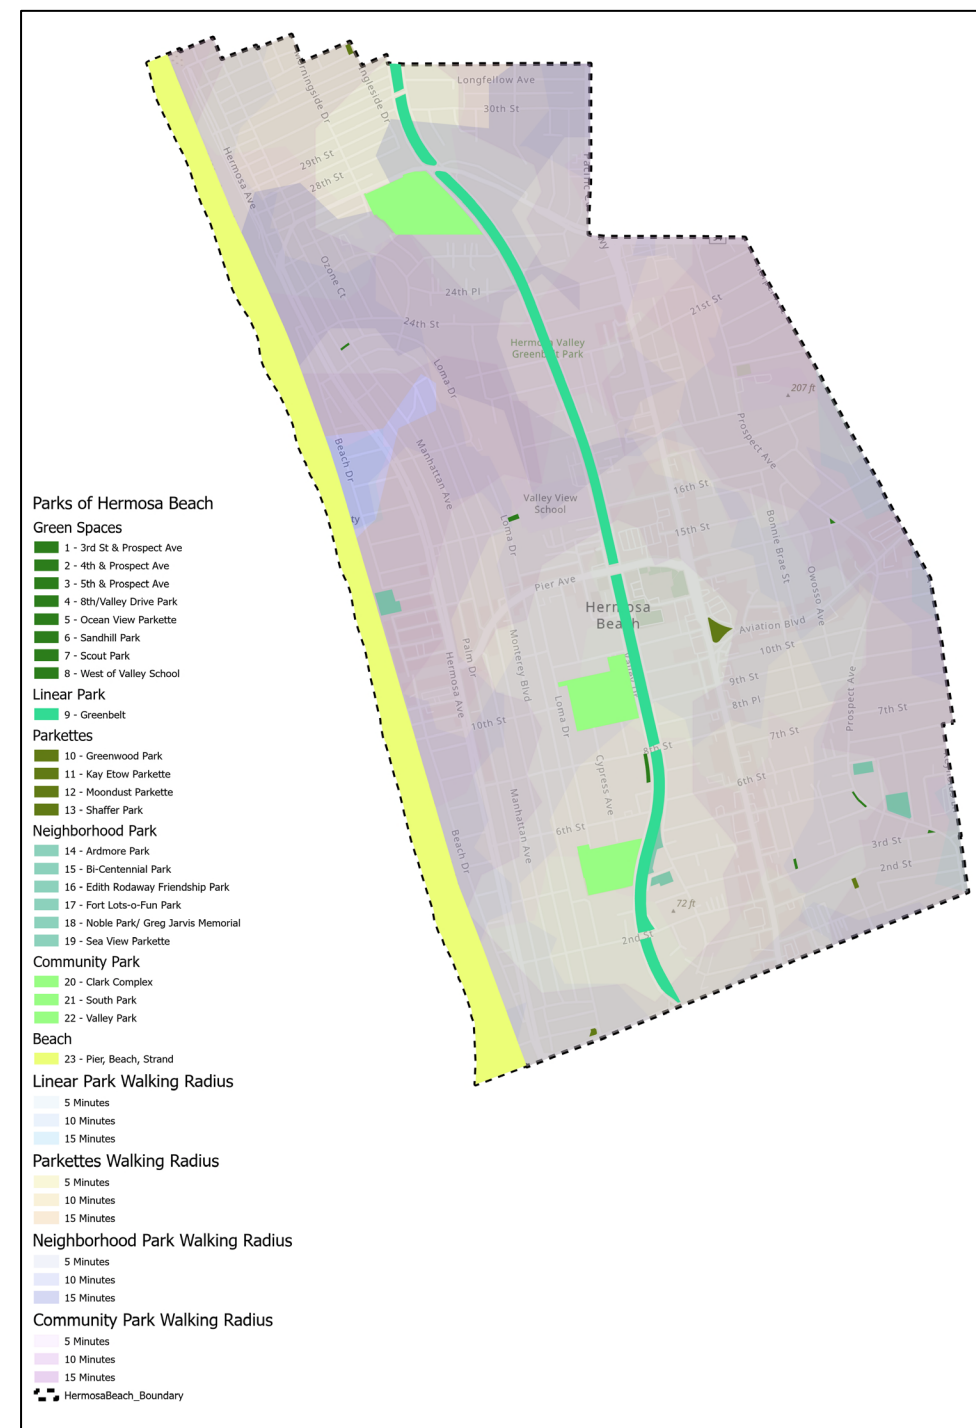 Longfellow Ave
30th St
Morningside Dr
Ingleside Dr
29th St
28th St
Hermosa Ave
Ozone Ct
24th Pl
24th St
21st St
Hermosa Valley
Greenbelt Park
207 ft
Loma Dr
Prospect Ave
Beach Dr
Manhattan Ave
16th St
Valley View
School
Loma Dr
15th St
Bonnie Brae St
Owosso Ave
Pier Ave
Hermosa
Beach
Aviation Blvd
10th St
Monterey Blvd
Palm Dr
Hermosa Ave
9th St
8th Pl
Prospect Ave
7th St
Loma Dr
10th St
7th St
8th St
Cypress Ave
6th St
Manhattan Ave
6th St
Beach Dr
3rd St
2nd St
72 ft
2nd St
Parks of Hermosa Beach
Green Spaces
1 - 3rd St & Prospect Ave
2 - 4th & Prospect Ave
3 - 5th & Prospect Ave
4 - 8th/Valley Drive Park
5 - Ocean View Parkette
6 - Sandhill Park
7 - Scout Park
8 - West of Valley School
Linear Park
9 - Greenbelt
Parkettes
10 - Greenwood Park
11 - Kay Etow Parkette
12 - Moondust Parkette
13 - Shaffer Park
Neighborhood Park
14 - Ardmore Park
15 - Bi-Centennial Park
16 - Edith Rodaway Friendship Park
17 - Fort Lots-o-Fun Park
18 - Noble Park/ Greg Jarvis Memorial
19 - Sea View Parkette
Community Park
20 - Clark Complex
21 - South Park
22 - Valley Park
Beach
23 - Pier, Beach, Strand
Linear Park Walking Radius
5 Minutes
10 Minutes
15 Minutes
Parkettes Walking Radius
5 Minutes
10 Minutes
15 Minutes
Neighborhood Park Walking Radius
5 Minutes
10 Minutes
15 Minutes
Community Park Walking Radius
5 Minutes
10 Minutes
15 Minutes
HermosaBeach_Boundary